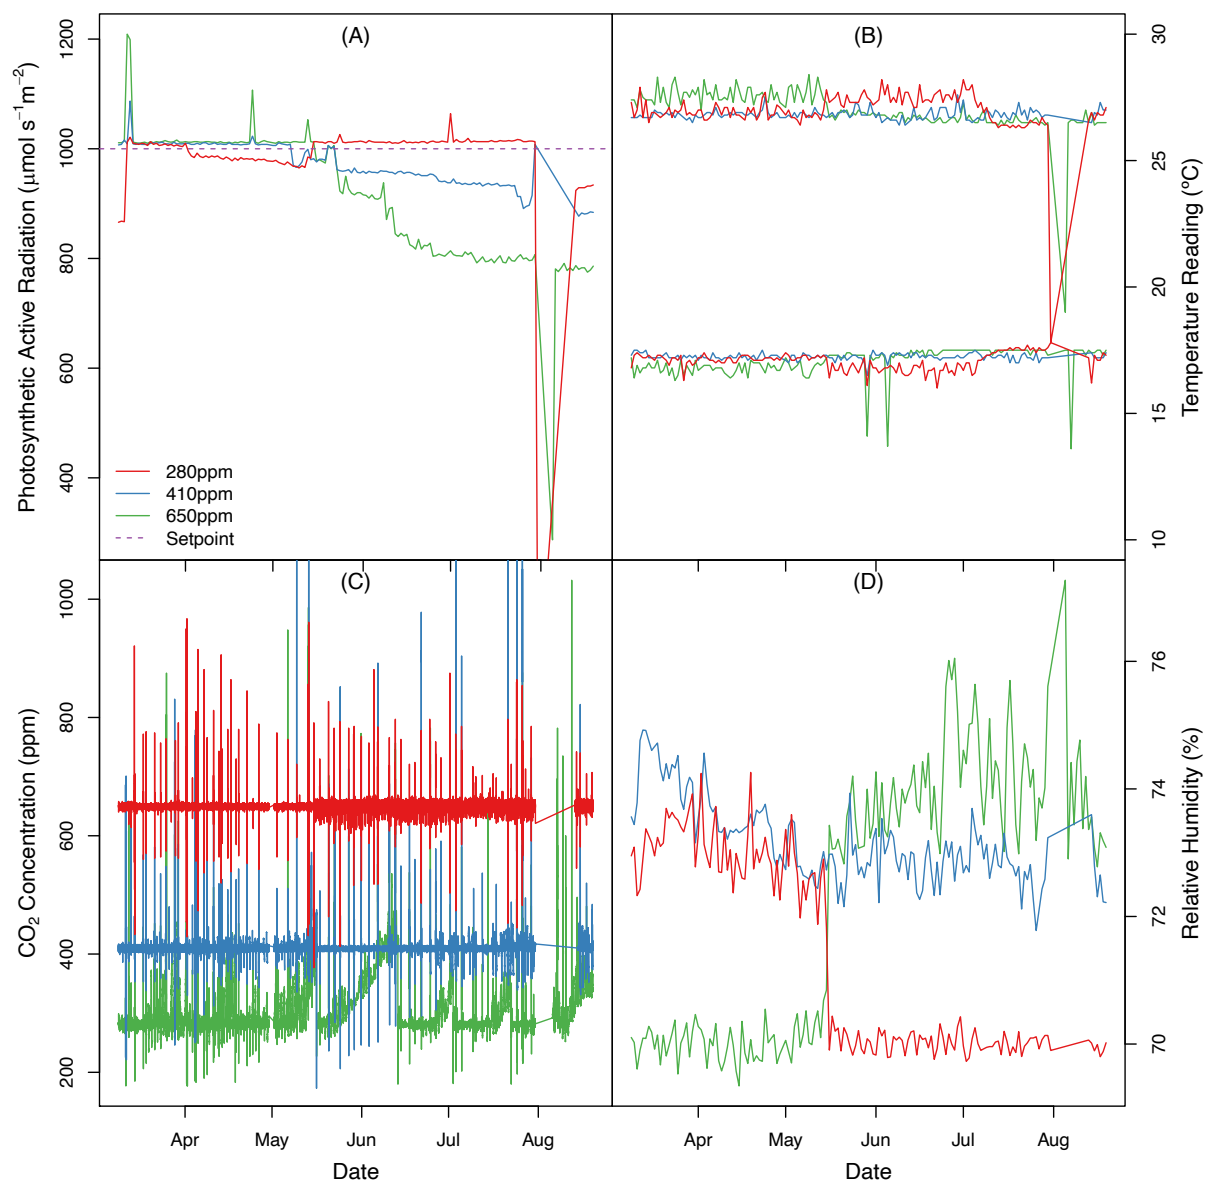 (A)
(B)
Photosynthetic Active Radiation (μmol s⁻¹m⁻²)
1200
1000
800
600
400
280ppm
410ppm
650ppm
Setpoint
30
25
20
15
10
Temperature Reading (ºC)
(C)
(D)
CO₂ Concentration (ppm)
1000
800
600
400
200
76
74
72
70
Relative Humidity (%)
Apr May Jun Jul Aug
Apr May Jun Jul Aug
Date
Date